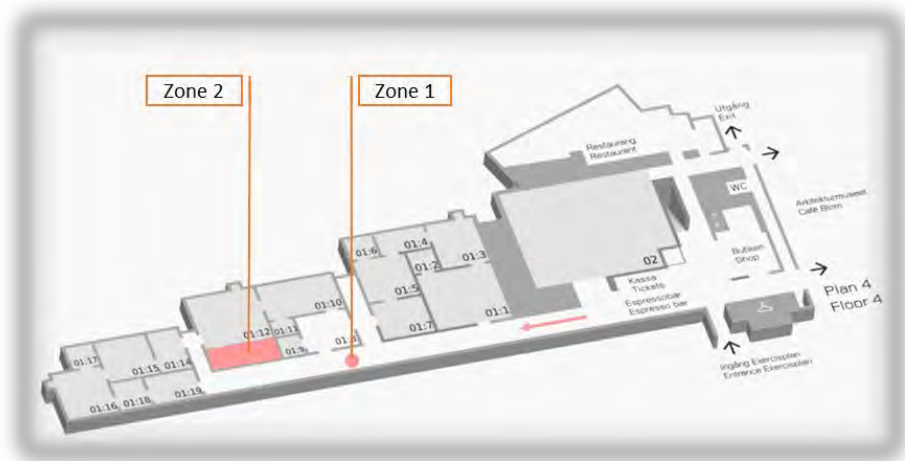 Zone 2
Zone 1
Utgång
Exit
Restaurang
Restaurant
WC
Arkitekturmuseet
Café Blom
01:6
01:4
01:2
01:3
02
Butiken
Shop
Kassa
Tickets
Plan 4
Floor 4
01:5
01:10
01:1
Espressobar
Espresso bar
01:7
01:12
01:11
01:8
01:9
01:17
01:15
01:14
Ingång Exercisplan
Entrance Exercisplan
01:16
01:18
01:19